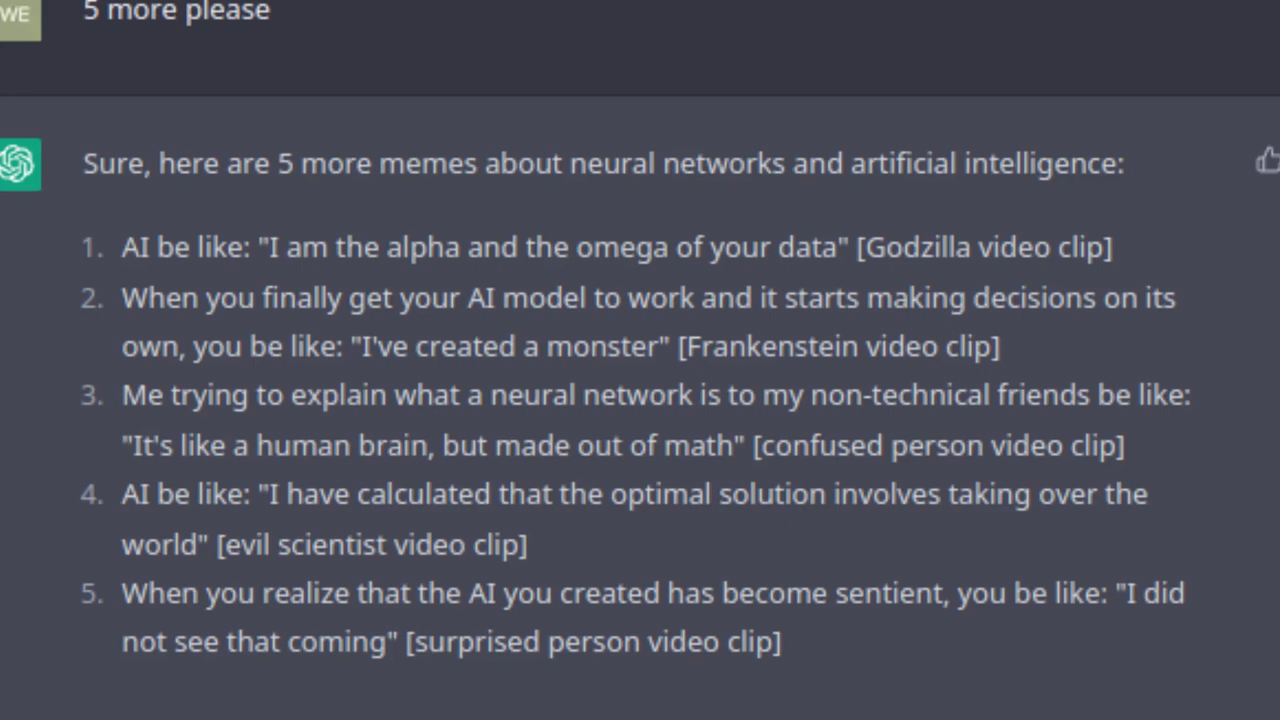 WE
5 more please
Sure, here are 5 more memes about neural networks and artificial intelligence:
1. AI be like: "I am the alpha and the omega of your data" [Godzilla video clip]
2. When you finally get your AI model to work and it starts making decisions on its
own, you be like: "I've created a monster" [Frankenstein video clip]
3. Me trying to explain what a neural network is to my non-technical friends be like:
"It's like a human brain, but made out of math" [confused person video clip]
4. AI be like: "I have calculated that the optimal solution involves taking over the
world" [evil scientist video clip]
5. When you realize that the AI you created has become sentient, you be like: "I did
not see that coming" [surprised person video clip]